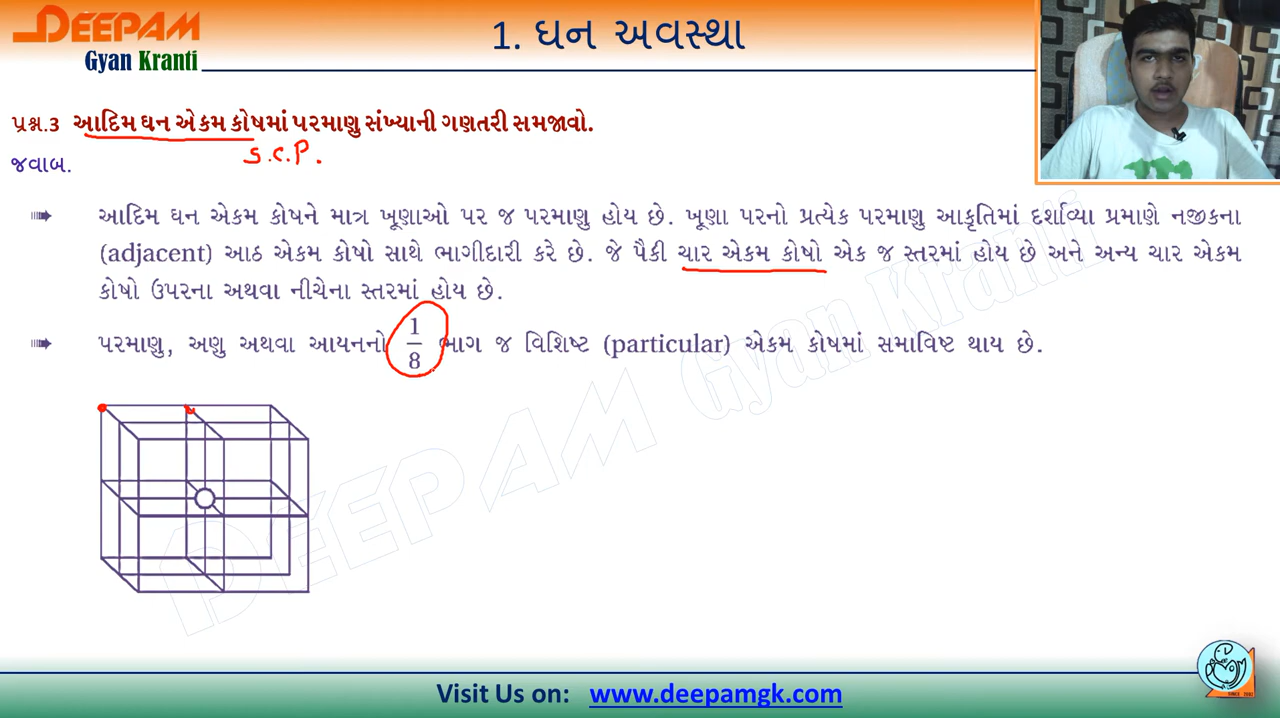 DEEPAM
Gyan Kranti
1. ઘન અવસ્થા
પ્રશ્ન.3 આદિમ ઘન એકમ કોષમાં પરમાણુ સંખ્યાની ગણતરી સમજાવો.
S.C.P.
જવાબ.
➠ આદિમ ઘન એકમ કોષને માત્ર ખૂણાઓ પર જ પરમાણુ હોય છે. ખૂણા પરનો પ્રત્યેક પરમાણુ આકૃતિમાં દર્શાવ્યા પ્રમાણે નજીકના
(adjacent) આઠ એકમ કોષો સાથે ભાગીદારી કરે છે. જે પૈકી ચાર એકમ કોષો એક જ સ્તરમાં હોય છે અને અન્ય ચાર એકમ
કોષો ઉપરના અથવા નીચેના સ્તરમાં હોય છે.
➠ પરમાણુ, અણુ અથવા આયનનો 1/8 ભાગ જ વિશિષ્ટ (particular) એકમ કોષમાં સમાવિષ્ટ થાય છે.
DEEPAM Gyan Kranti
Visit Us on: www.deepamgk.com